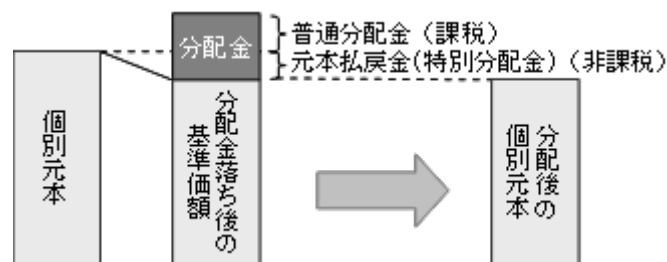 普通分配金（課税）
分配金
元本払戻金(特別分配金)（非課税）
個別元本
分配金落ち後の
基準価額
分配後の
個別元本